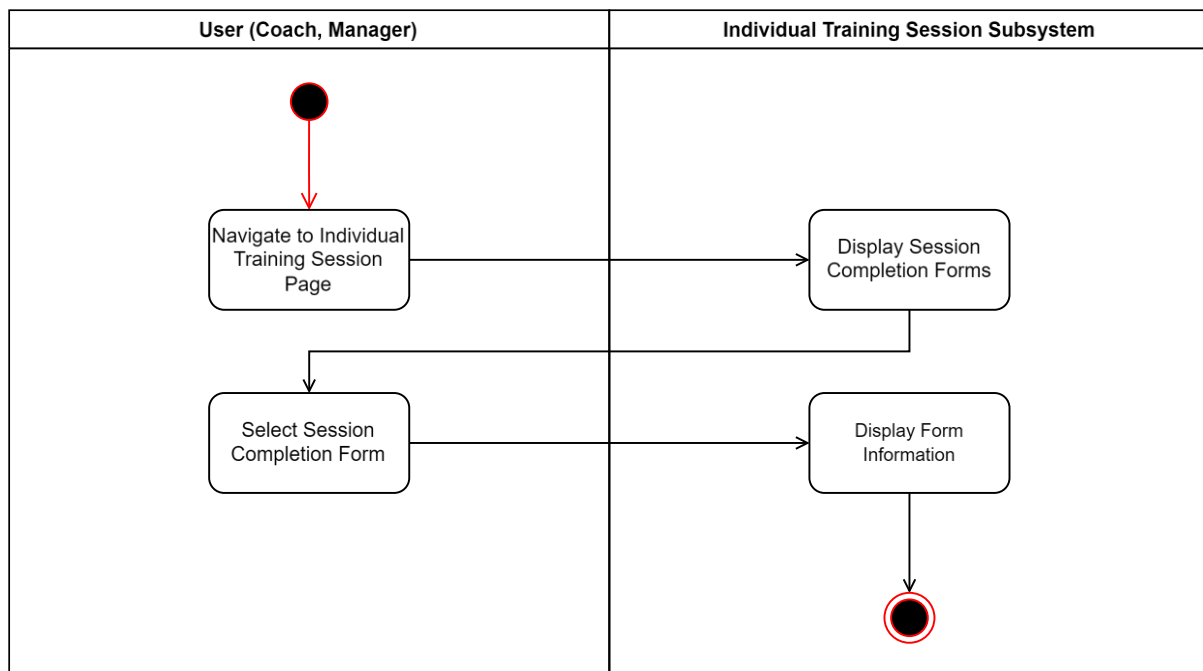 User (Coach, Manager)
Individual Training Session Subsystem
Navigate to Individual
Training Session
Page
Display Session
Completion Forms
Select Session
Completion Form
Display Form
Information